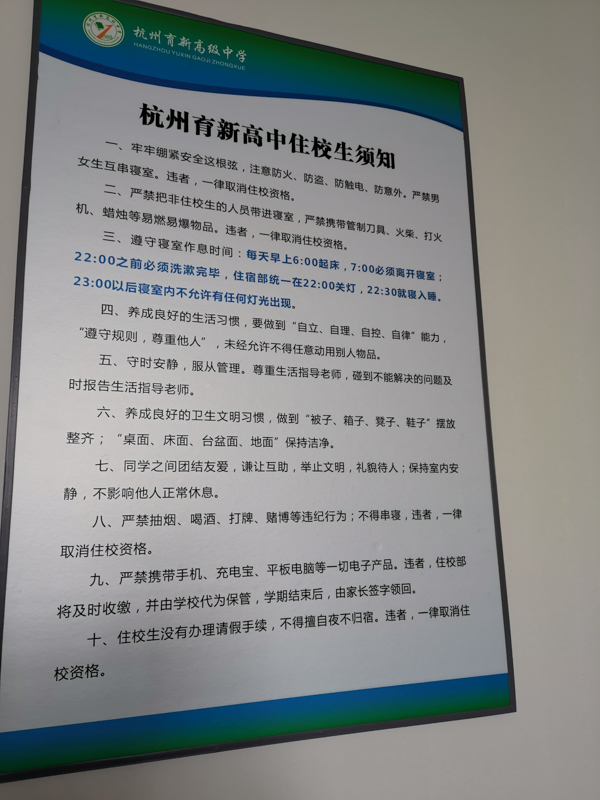 杭州育新高级中学
HANGZHOU YUXIN GAOJI ZHONGXUE
杭州育新高中住校生须知
一、牢牢绷紧安全这根弦，注意防火、防盗、防触电、防意外。严禁男
女生互串寝室。违者，一律取消住校资格。
二、严禁把非住校生的人员带进寝室，严禁携带管制刀具、火柴、打火
机、蜡烛等易燃易爆物品。违者，一律取消住校资格。
三、遵守寝室作息时间：每天早上6:00起床，7:00必须离开寝室；
22:00之前必须洗漱完毕，住宿部统一在22:00关灯，22:30就寝入睡。
23:00以后寝室内不允许有任何灯光出现。
四、养成良好的生活习惯，要做到“自立、自理、自控、自律”能力，
“遵守规则，尊重他人”，未经允许不得任意动用别人物品。
五、守时安静，服从管理。尊重生活指导老师，碰到不能解决的问题及
时报告生活指导老师。
六、养成良好的卫生文明习惯，做到“被子、箱子、凳子、鞋子”摆放
整齐；“桌面、床面、台盆面、地面”保持洁净。
七、同学之间团结友爱，谦让互助，举止文明，礼貌待人；保持室内安
静，不影响他人正常休息。
八、严禁抽烟、喝酒、打牌、赌博等违纪行为；不得串寝，违者，一律
取消住校资格。
九、严禁携带手机、充电宝、平板电脑等一切电子产品。违者，住校部
将及时收缴，并由学校代为保管，学期结束后，由家长签字领回。
十、住校生没有办理请假手续，不得擅自夜不归宿。违者，一律取消住
校资格。